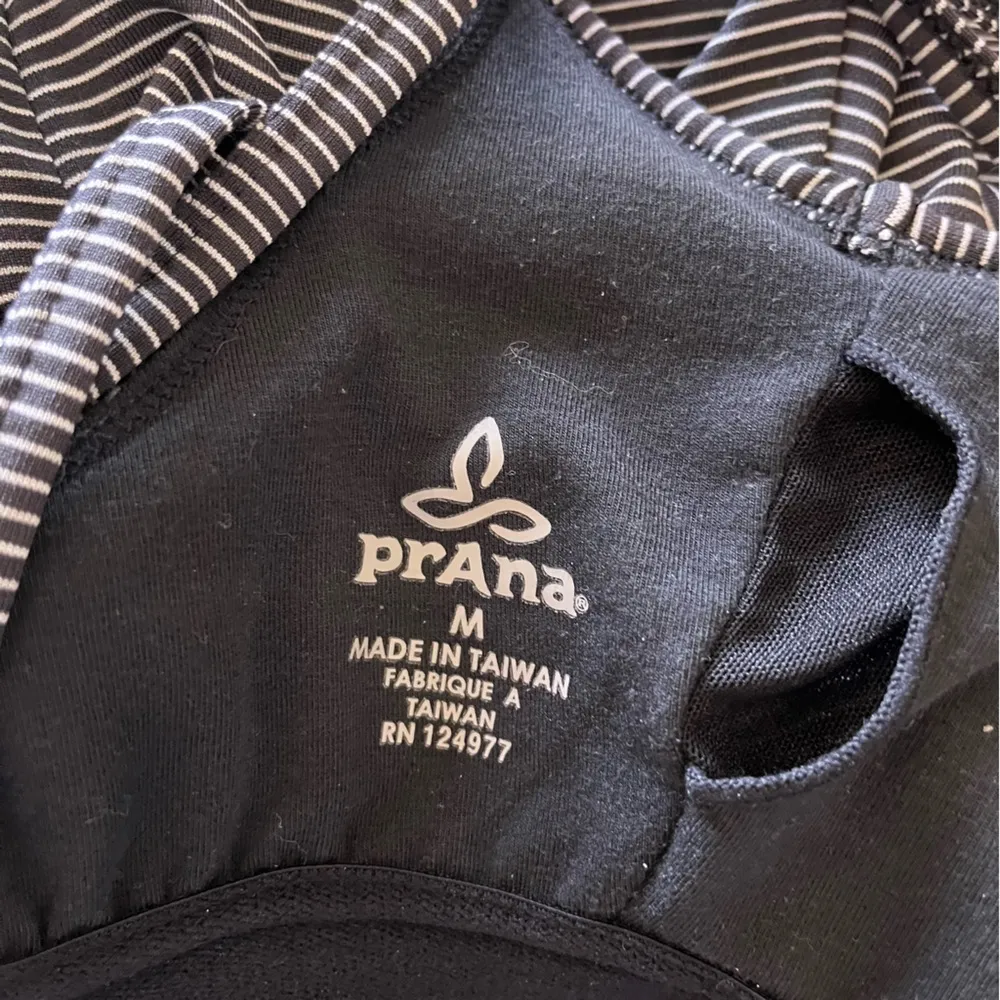 prAna®
M
MADE IN TAIWAN
FABRIQUE A
TAIWAN
RN 124977